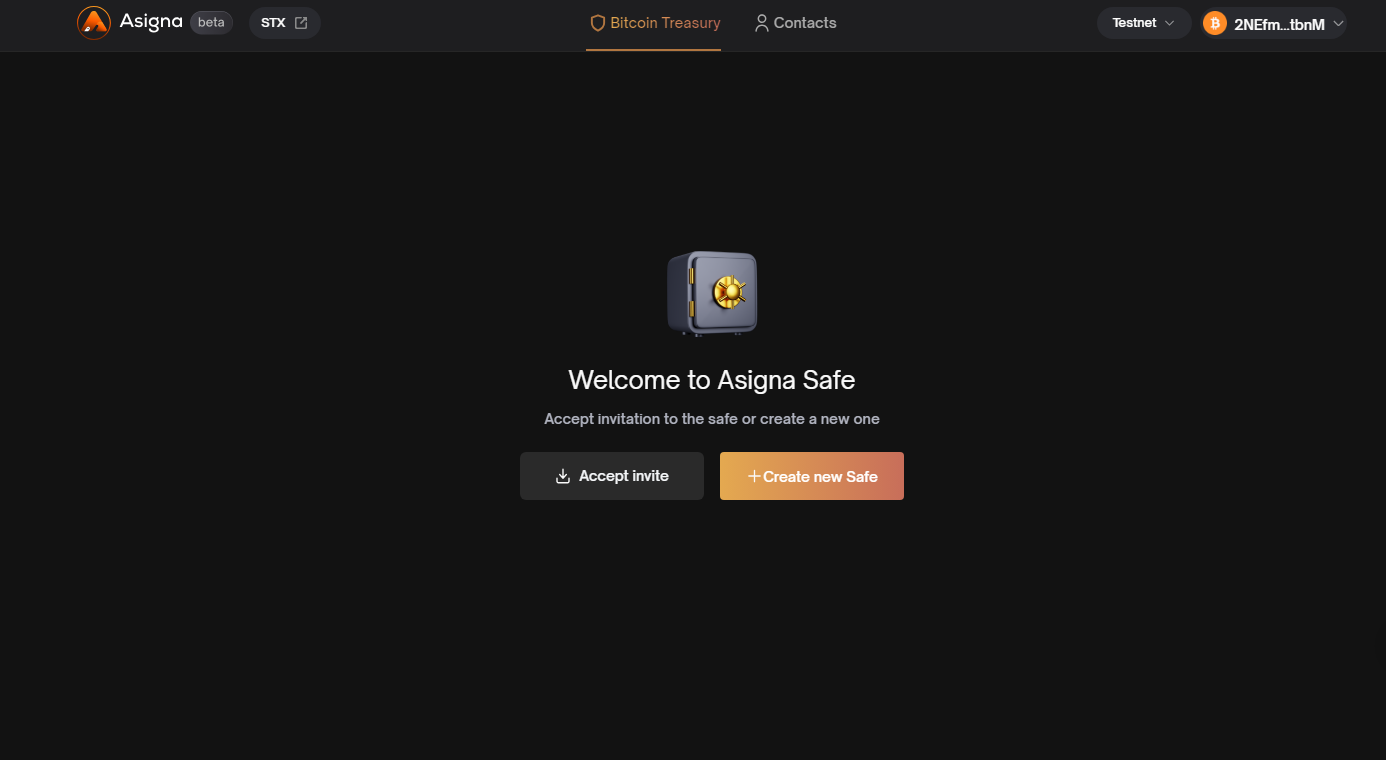 Asigna beta STX Bitcoin Treasury Contacts Testnet 2NEfm...tbnM
Welcome to Asigna Safe
Accept invitation to the safe or create a new one
Accept invite +Create new Safe